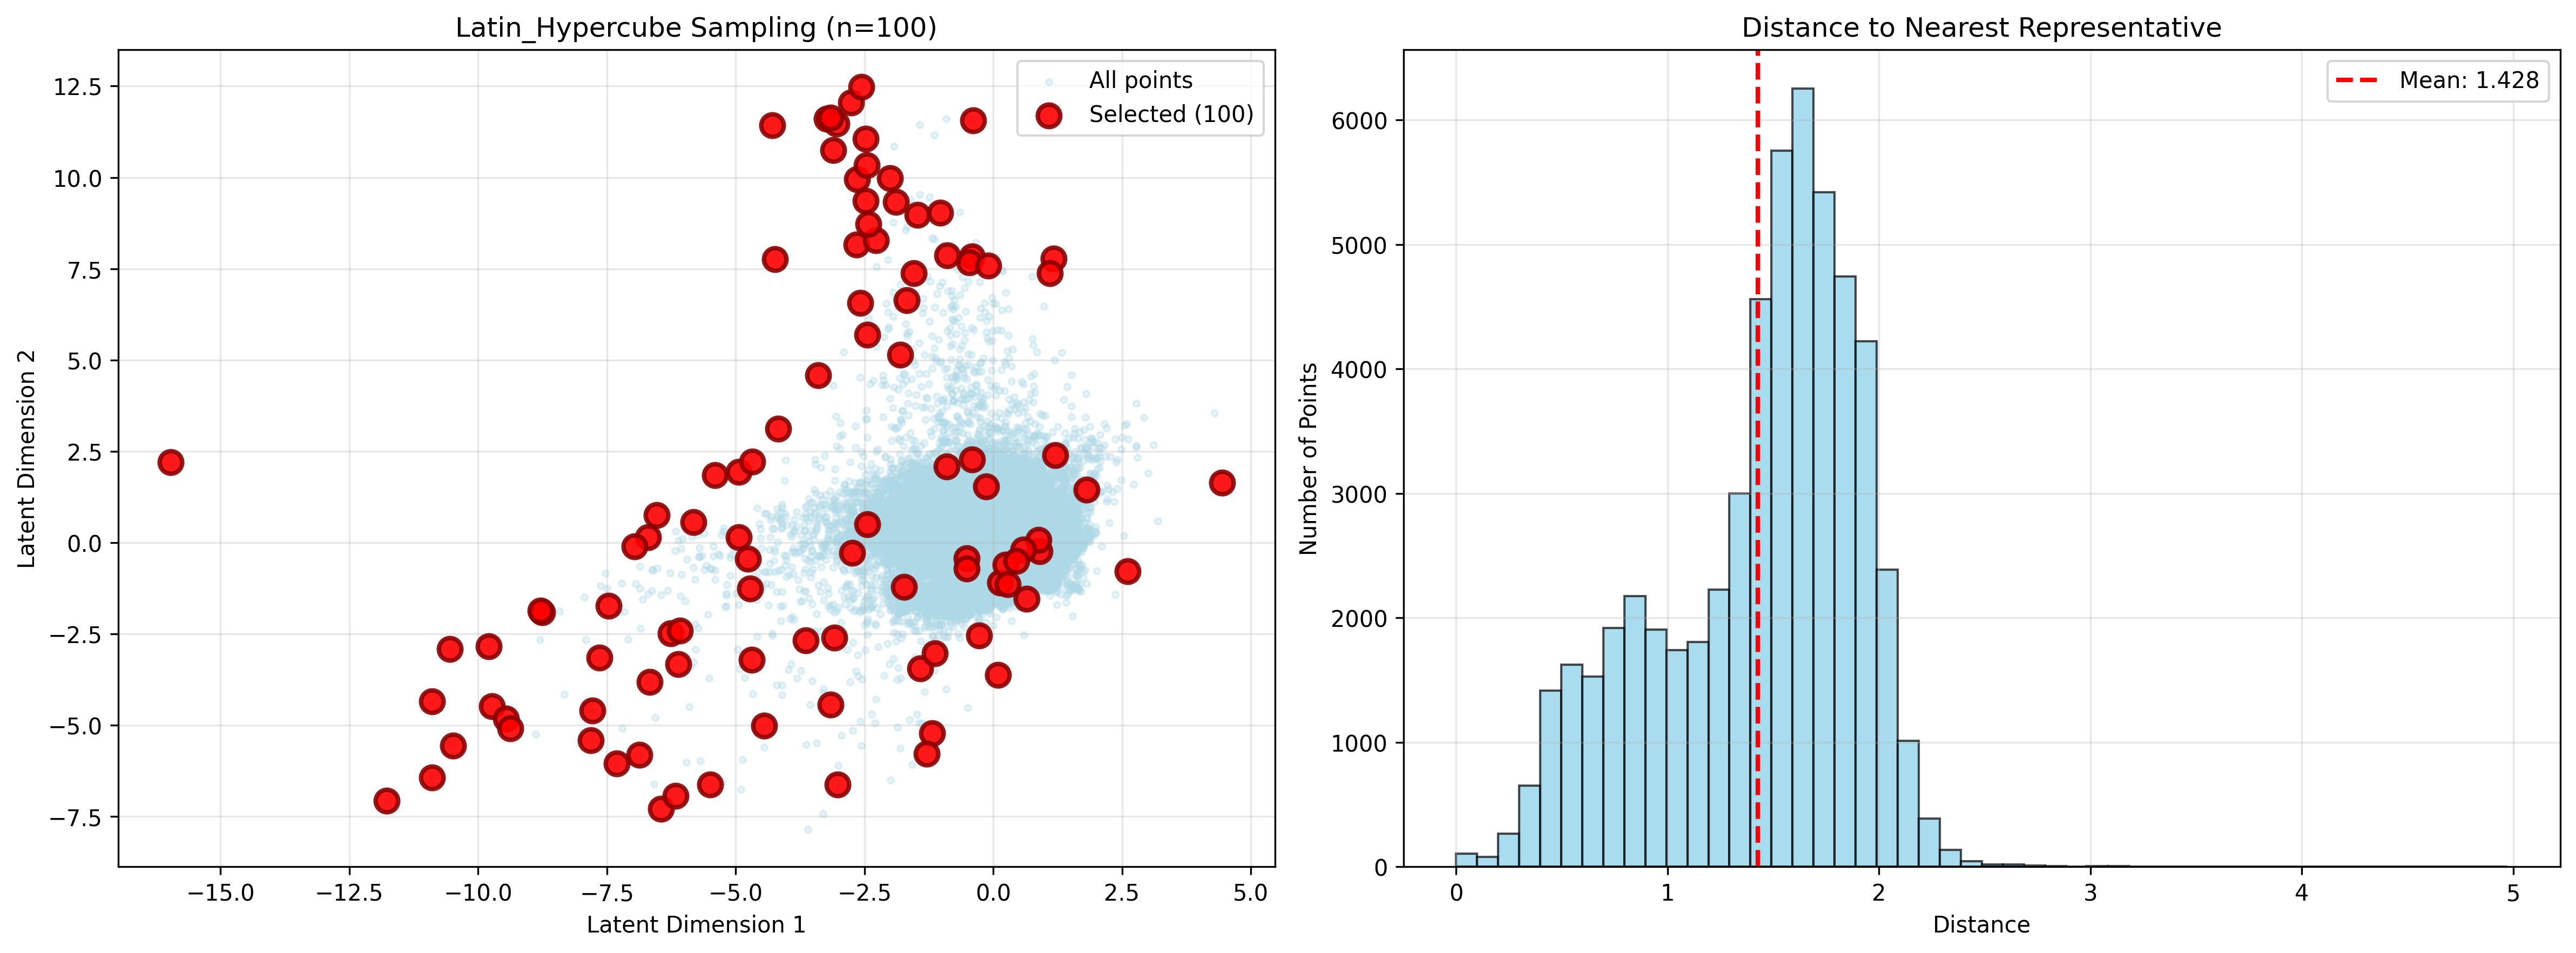 Latin_Hypercube Sampling (n=100)
All points
Selected (100)
12.5
10.0
7.5
5.0
2.5
0.0
−2.5
−5.0
−7.5
Latent Dimension 2
−15.0 −12.5 −10.0 −7.5 −5.0 −2.5 0.0 2.5 5.0
Latent Dimension 1
Distance to Nearest Representative
Mean: 1.428
6000
5000
4000
3000
2000
1000
0
Number of Points
0 1 2 3 4 5
Distance